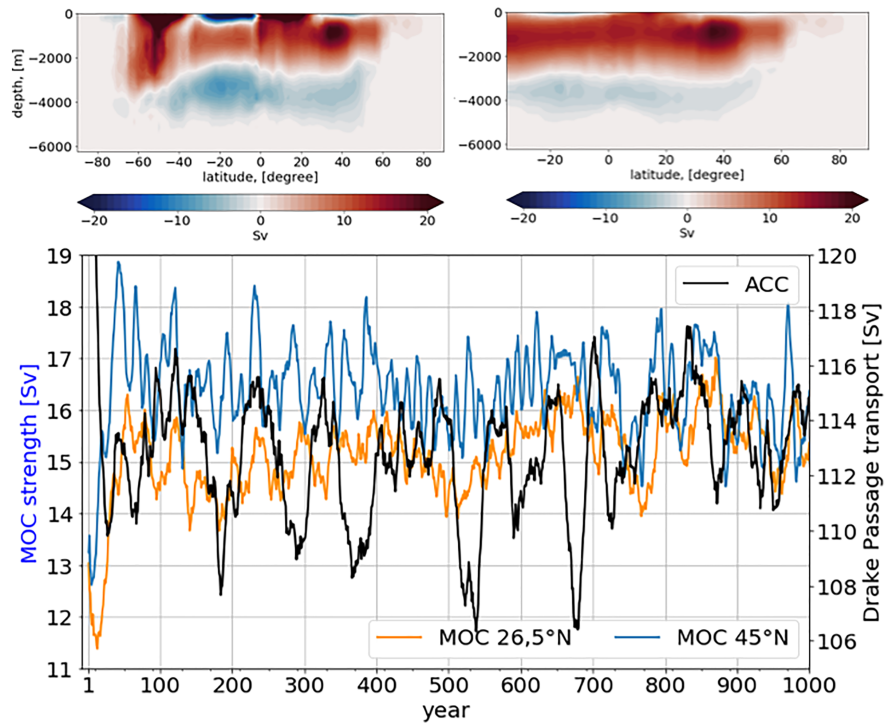 0
−2000
−4000
−6000
depth, [m]
−80 −60 −40 −20 0 20 40 60 80
latitude, [degree]
−20 −10 0 10 20
Sv
0
−2000
−4000
−6000
−20 0 20 40 60 80
latitude, [degree]
−20 −10 0 10 20
Sv
19
18
17
16
15
14
13
12
11
MOC strength [Sv]
120
118
116
114
112
110
108
106
Drake Passage transport [Sv]
ACC
MOC 26,5°N MOC 45°N
1 100 200 300 400 500 600 700 800 900 1000
year